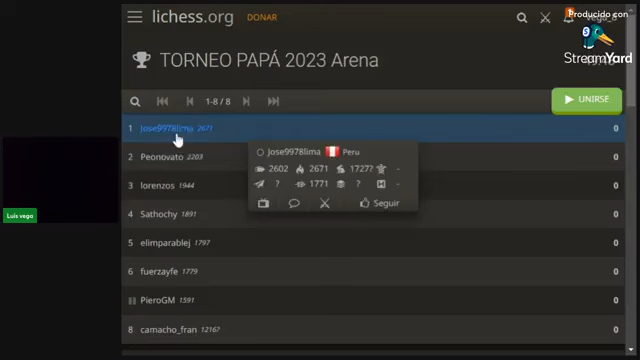 lichess.org DONAR
Producido con
StreamYard
TORNEO PAPÁ 2023 Arena
1-8 / 8
UNIRSE
1 Jose9978lima 2671 0
Jose9978lima Peru
2602 2671 1727? -
? 1771 ? -
Seguir
2 Peonovato 2203 0
3 lorenzos 1944 0
4 Sathochy 1891 0
5 elimparablej 1797 0
6 fuerzayfe 1779 0
PieroGM 1591 0
8 camacho_fran 1216? 0
Luis vega